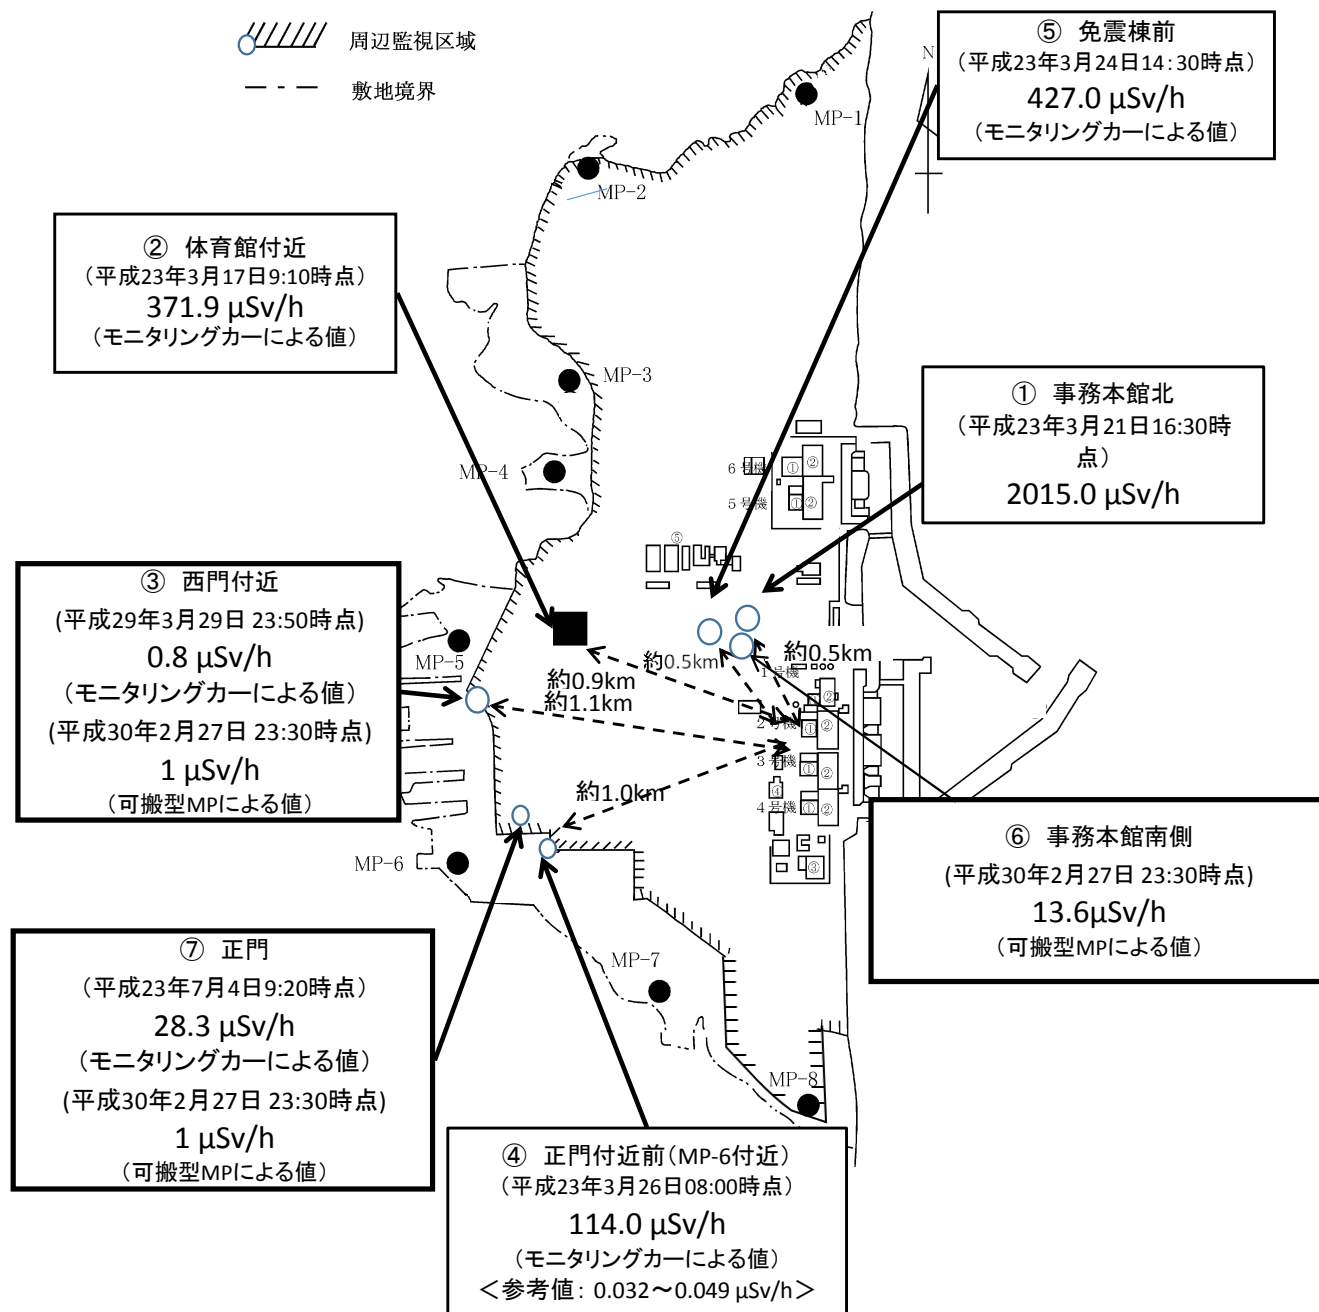 周辺監視区域
敷地境界
⑤ 免震棟前
(平成23年3月24日14:30時点)
427.0 μSv/h
(モニタリングカーによる値)
N
MP-1
MP-2
② 体育館付近
(平成23年3月17日9:10時点)
371.9 μSv/h
(モニタリングカーによる値)
MP-3
① 事務本館北
(平成23年3月21日16:30時
点)
2015.0 μSv/h
MP-4
6号機
① ②
5号機
① ②
⑤
③ 西門付近
(平成29年3月29日 23:50時点)
0.8 μSv/h
(モニタリングカーによる値)
(平成30年2月27日 23:30時点)
1 μSv/h
(可搬型MPによる値)
MP-5
約0.9km
約1.1km
約0.5km
約0.5km
1号機
②
2号機
① ②
3号機
① ②
④
4号機
① ②
③
約1.0km
MP-6
⑥ 事務本館南側
(平成30年2月27日 23:30時点)
13.6μSv/h
(可搬型MPによる値)
⑦ 正門
(平成23年7月4日9:20時点)
28.3 μSv/h
(モニタリングカーによる値)
(平成30年2月27日 23:30時点)
1 μSv/h
(可搬型MPによる値)
MP-7
MP-8
④ 正門付近前(MP-6付近)
(平成23年3月26日08:00時点)
114.0 μSv/h
(モニタリングカーによる値)
<参考値: 0.032～0.049 μSv/h>